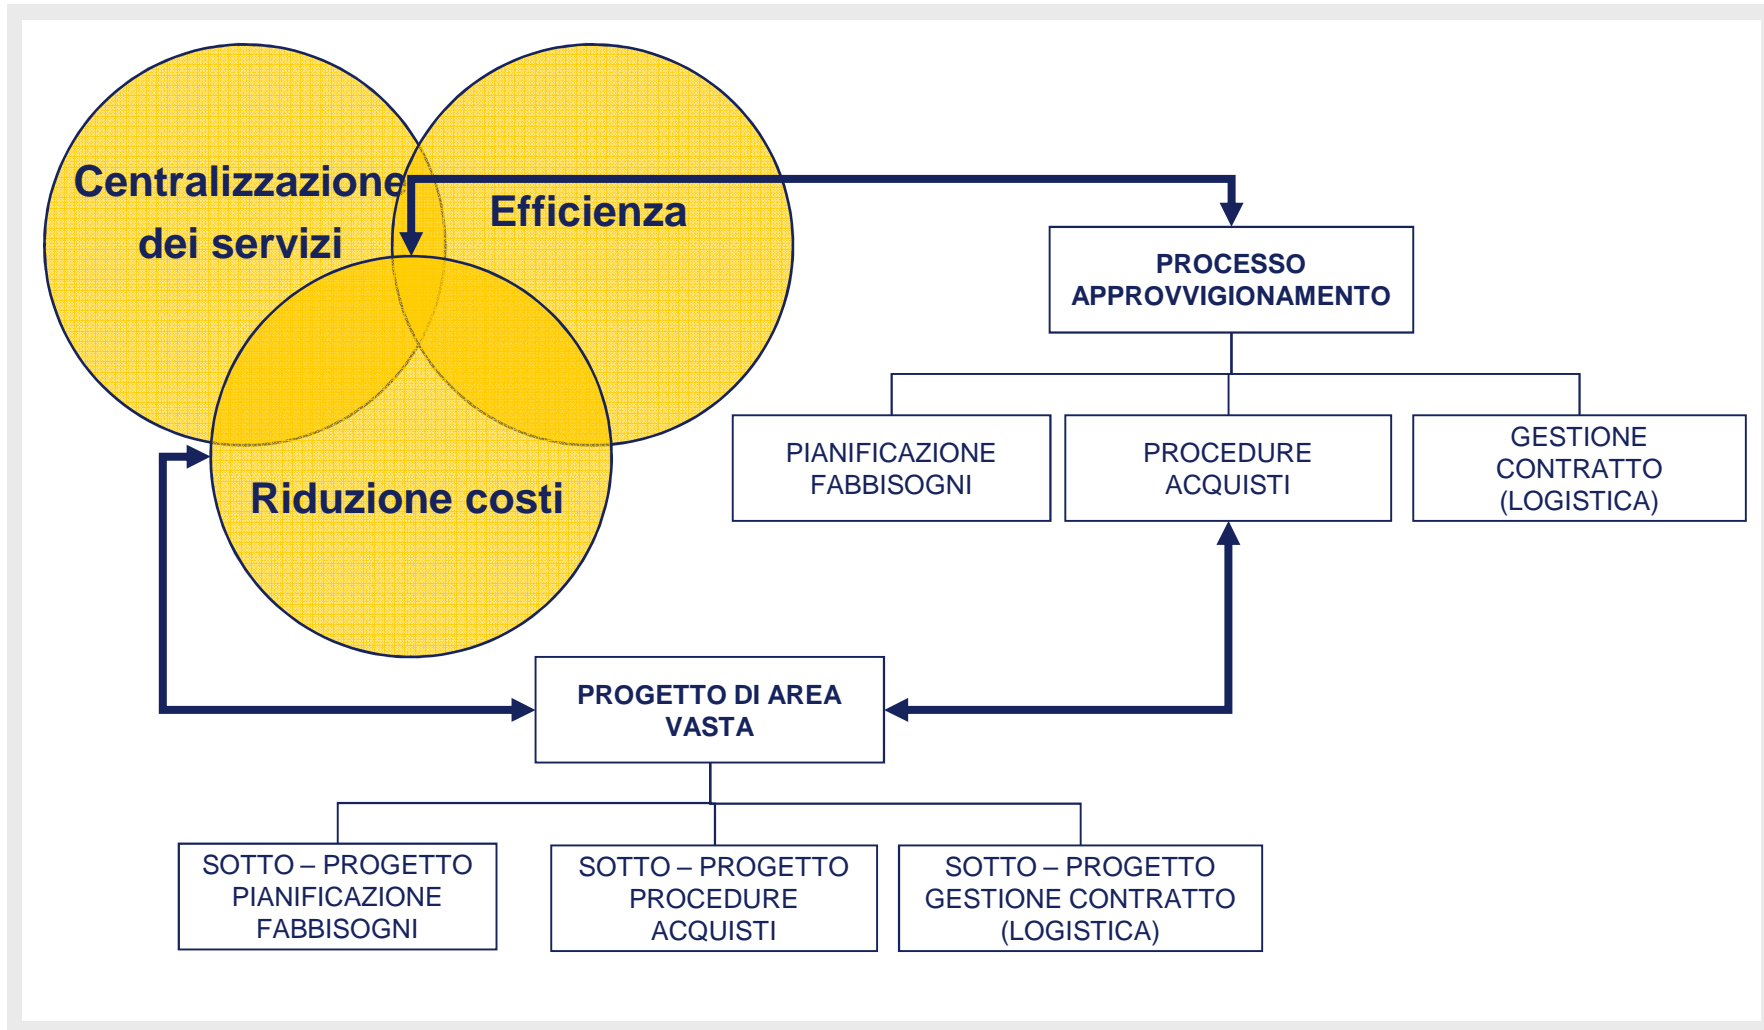 Centralizzazione
dei servizi
Efficienza
Riduzione costi
PROCESSO
APPROVVIGIONAMENTO
PIANIFICAZIONE
FABBISOGNI
PROCEDURE
ACQUISTI
GESTIONE
CONTRATTO
(LOGISTICA)
PROGETTO DI AREA
VASTA
SOTTO – PROGETTO
PIANIFICAZIONE
FABBISOGNI
SOTTO – PROGETTO
PROCEDURE
ACQUISTI
SOTTO – PROGETTO
GESTIONE CONTRATTO
(LOGISTICA)